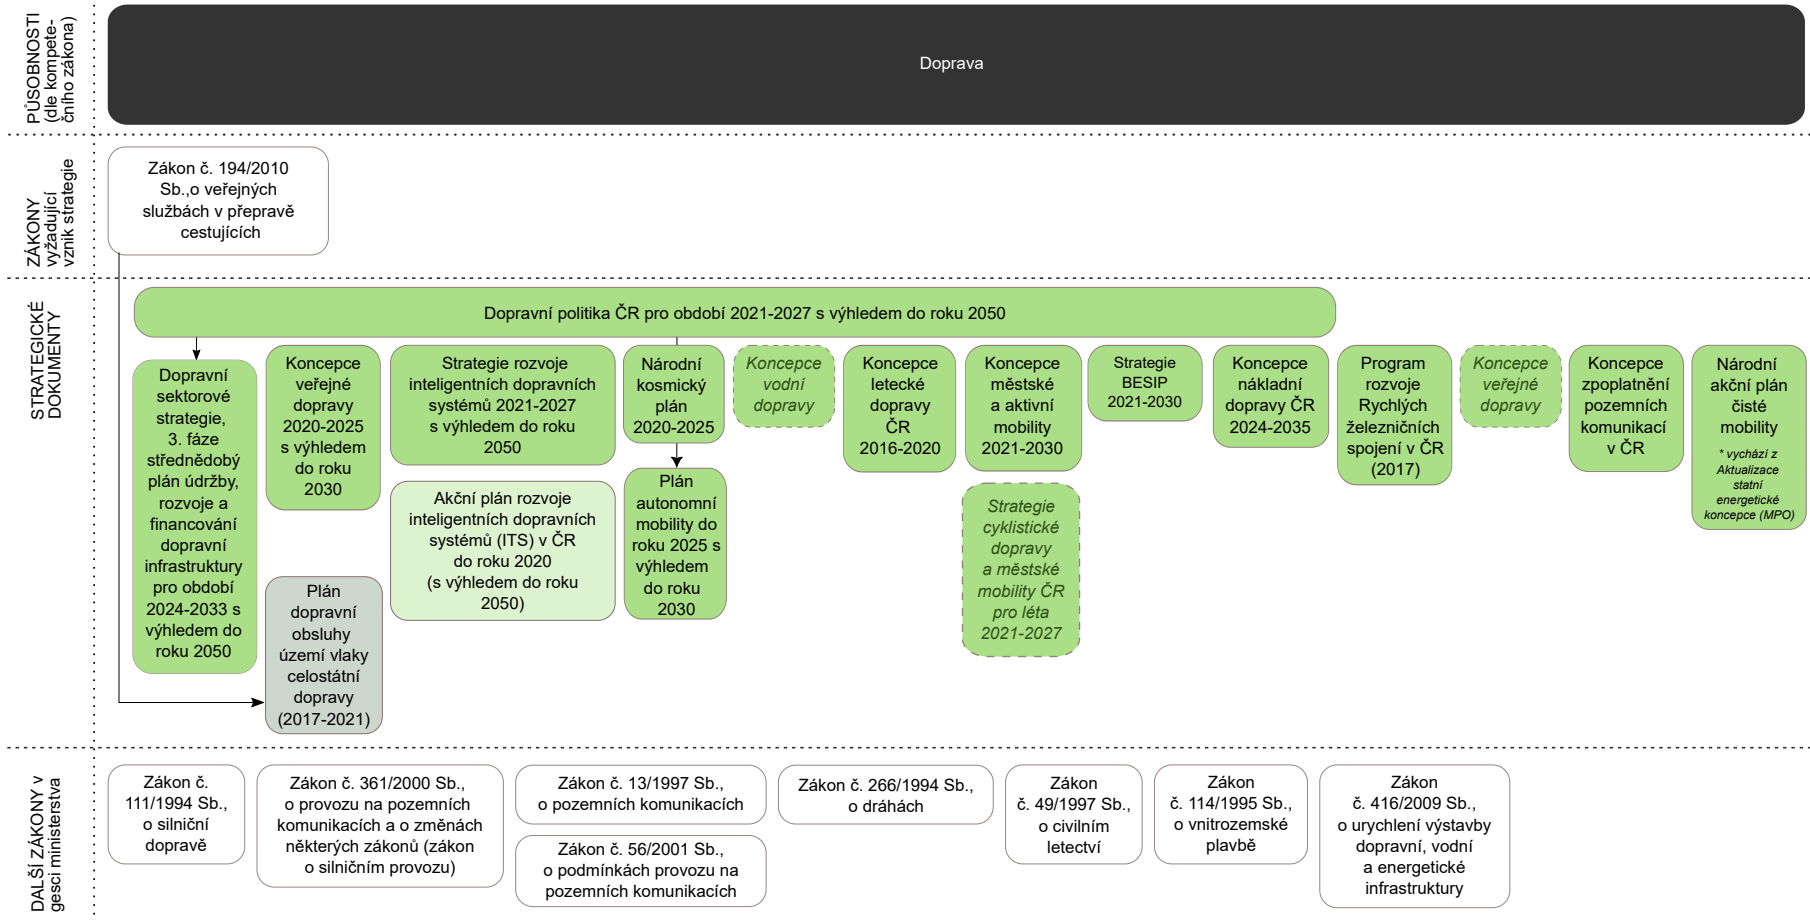 PŮSOBNOSTI
(dle kompete-
čního zákona)
Doprava
ZÁKONY
vyžadující
vznik strategie
Zákon č. 194/2010
Sb.,o veřejných
službách v přepravě
cestujících
STRATEGICKÉ
DOKUMENTY
Dopravní politika ČR pro období 2021-2027 s výhledem do roku 2050
Dopravní
sektorové
strategie,
3. fáze
střednědobý
plán údržby,
rozvoje a
financování
dopravní
infrastruktury
pro období
2024-2033 s
výhledem do
roku 2050
Koncepce
veřejné
dopravy
2020-2025
s výhledem
do roku
2030
Plán
dopravní
obsluhy
území vlaky
celostátní
dopravy
(2017-2021)
Strategie rozvoje
inteligentních dopravních
systémů 2021-2027
s výhledem do roku
2050
Akční plán rozvoje
inteligentních dopravních
systémů (ITS) v ČR
do roku 2020
(s výhledem do roku
2050)
Národní
kosmický
plán
2020-2025
Plán
autonomní
mobility do
roku 2025 s
výhledem
do roku
2030
Koncepce
vodní
dopravy
Koncepce
letecké
dopravy
ČR
2016-2020
Koncepce
městské
a aktivní
mobility
2021-2030
Strategie
cyklistické
dopravy
a městské
mobility ČR
pro léta
2021-2027
Strategie
BESIP
2021-2030
Koncepce
nákladní
dopravy ČR
2024-2035
Program
rozvoje
Rychlých
železničních
spojení v ČR
(2017)
Koncepce
veřejné
dopravy
Koncepce
zpoplatnění
pozemních
komunikací
v ČR
Národní
akční plán
čisté
mobility
* vychází z
Aktualizace
statní
energetické
koncepce (MPO)
DALŠÍ ZÁKONY v
gesci ministerstva
Zákon č.
111/1994 Sb.,
o silniční
dopravě
Zákon č. 361/2000 Sb.,
o provozu na pozemních
komunikacích a o změnách
některých zákonů (zákon
o silničním provozu)
Zákon č. 13/1997 Sb.,
o pozemních komunikacích
Zákon č. 56/2001 Sb.,
o podmínkách provozu na
pozemních komunikacích
Zákon č. 266/1994 Sb.,
o dráhách
Zákon
č. 49/1997 Sb.,
o civilním
letectví
Zákon
č. 114/1995 Sb.,
o vnitrozemské
plavbě
Zákon
č. 416/2009 Sb.,
o urychlení výstavby
dopravní, vodní
a energetické
infrastruktury